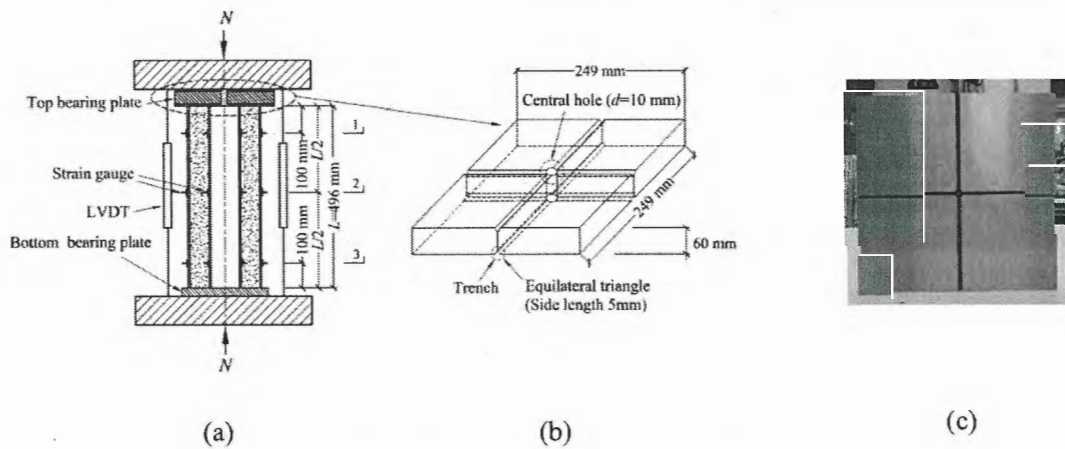 N
Top bearing plate
Strain gauge
LVDT
Bottom bearing plate
1
2
3
100 mm
100 mm
L/2
L/2
L=496 mm
N
249 mm
Central hole (d=10 mm)
249 mm
60 mm
Trench
Equilateral triangle
(Side length 5mm)
(a)
(b)
(c)